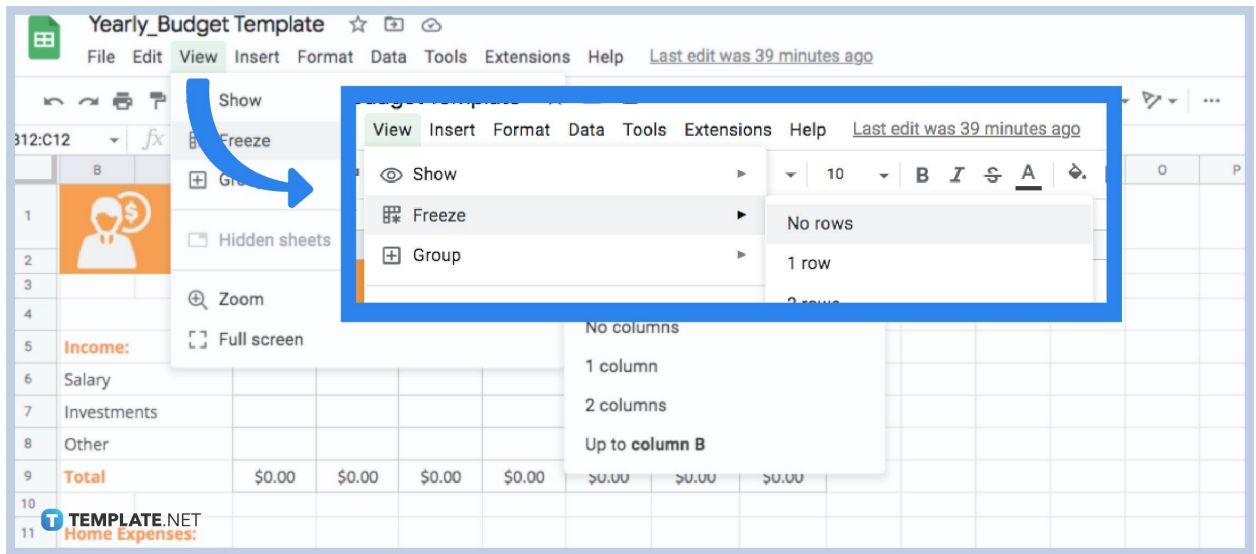 Yearly_Budget Template
File Edit View Insert Format Data Tools Extensions Help Last edit was 39 minutes ago
Show
Freeze
Hidden sheets
Zoom
Full screen
View Insert Format Data Tools Extensions Help Last edit was 39 minutes ago
Show
10 B I S A
Freeze
Group
No rows
1 row
No columns
1 column
2 columns
Up to column B
312:C12 fx
B O P
1
2
3
4
5 Income:
6 Salary
7 Investments
8 Other
9 Total $0.00 $0.00 $0.00 $0.00 $0.00 $0.00 $0.00
10
TEMPLATE.NET
11 Home Expenses: